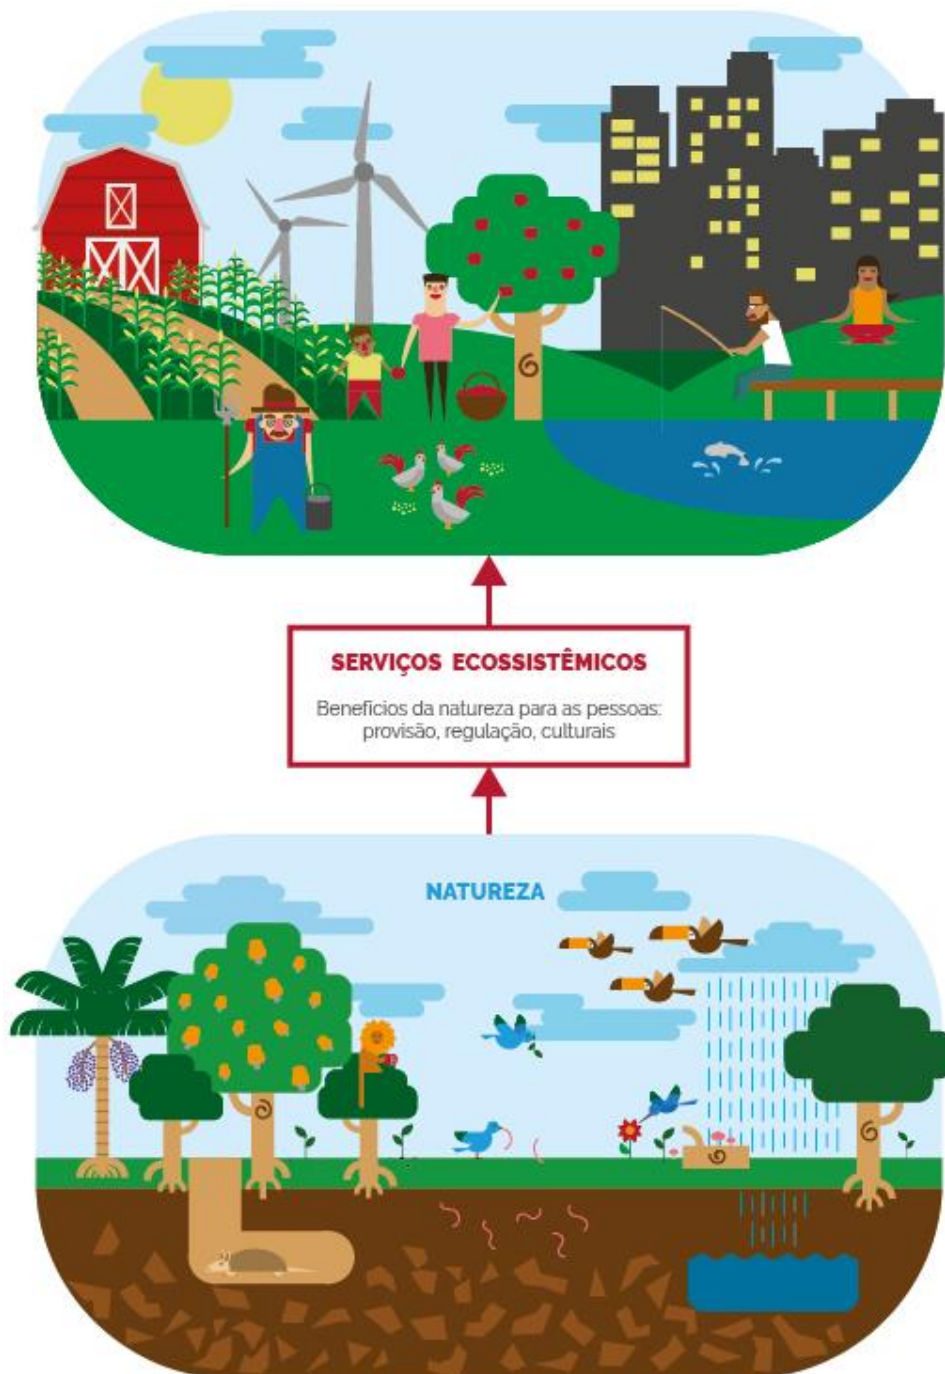 SERVIÇOS ECOSSISTÊMICOS
Benefícios da natureza para as pessoas:
provisão, regulação, culturais
NATUREZA